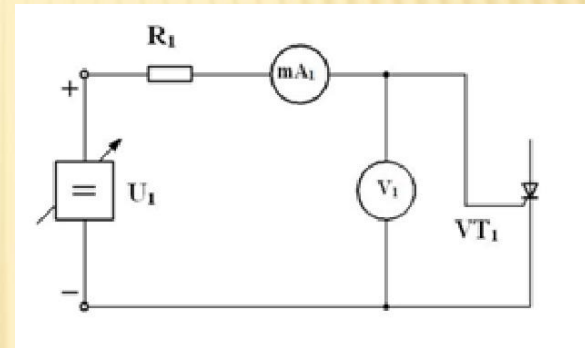 R₁
+
mA₁
=
U₁
V₁
VT₁
−